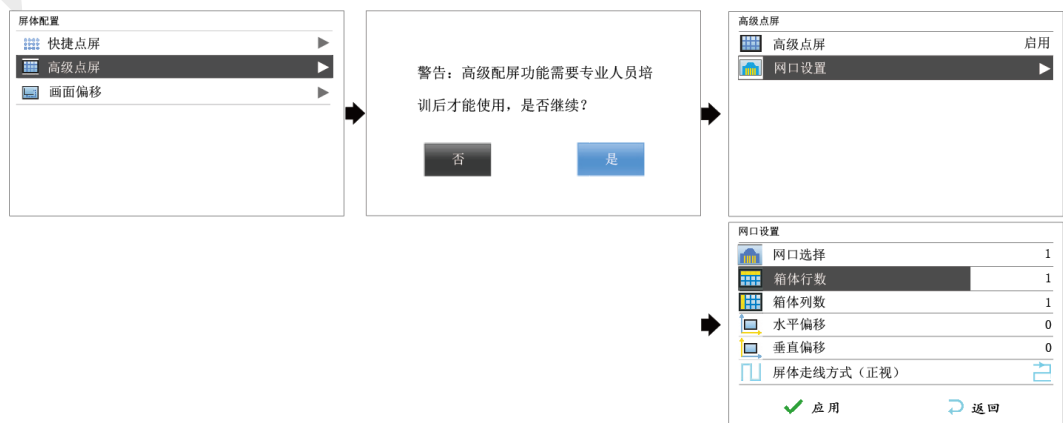 屏体配置
快捷点屏
高级点屏
画面偏移
警告：高级配屏功能需要专业人员培
训后才能使用，是否继续？
否 是
高级点屏
高级点屏 启用
网口设置
网口设置
网口选择 1
箱体行数 1
箱体列数 1
水平偏移 0
垂直偏移 0
屏体走线方式（正视）
应用 返回